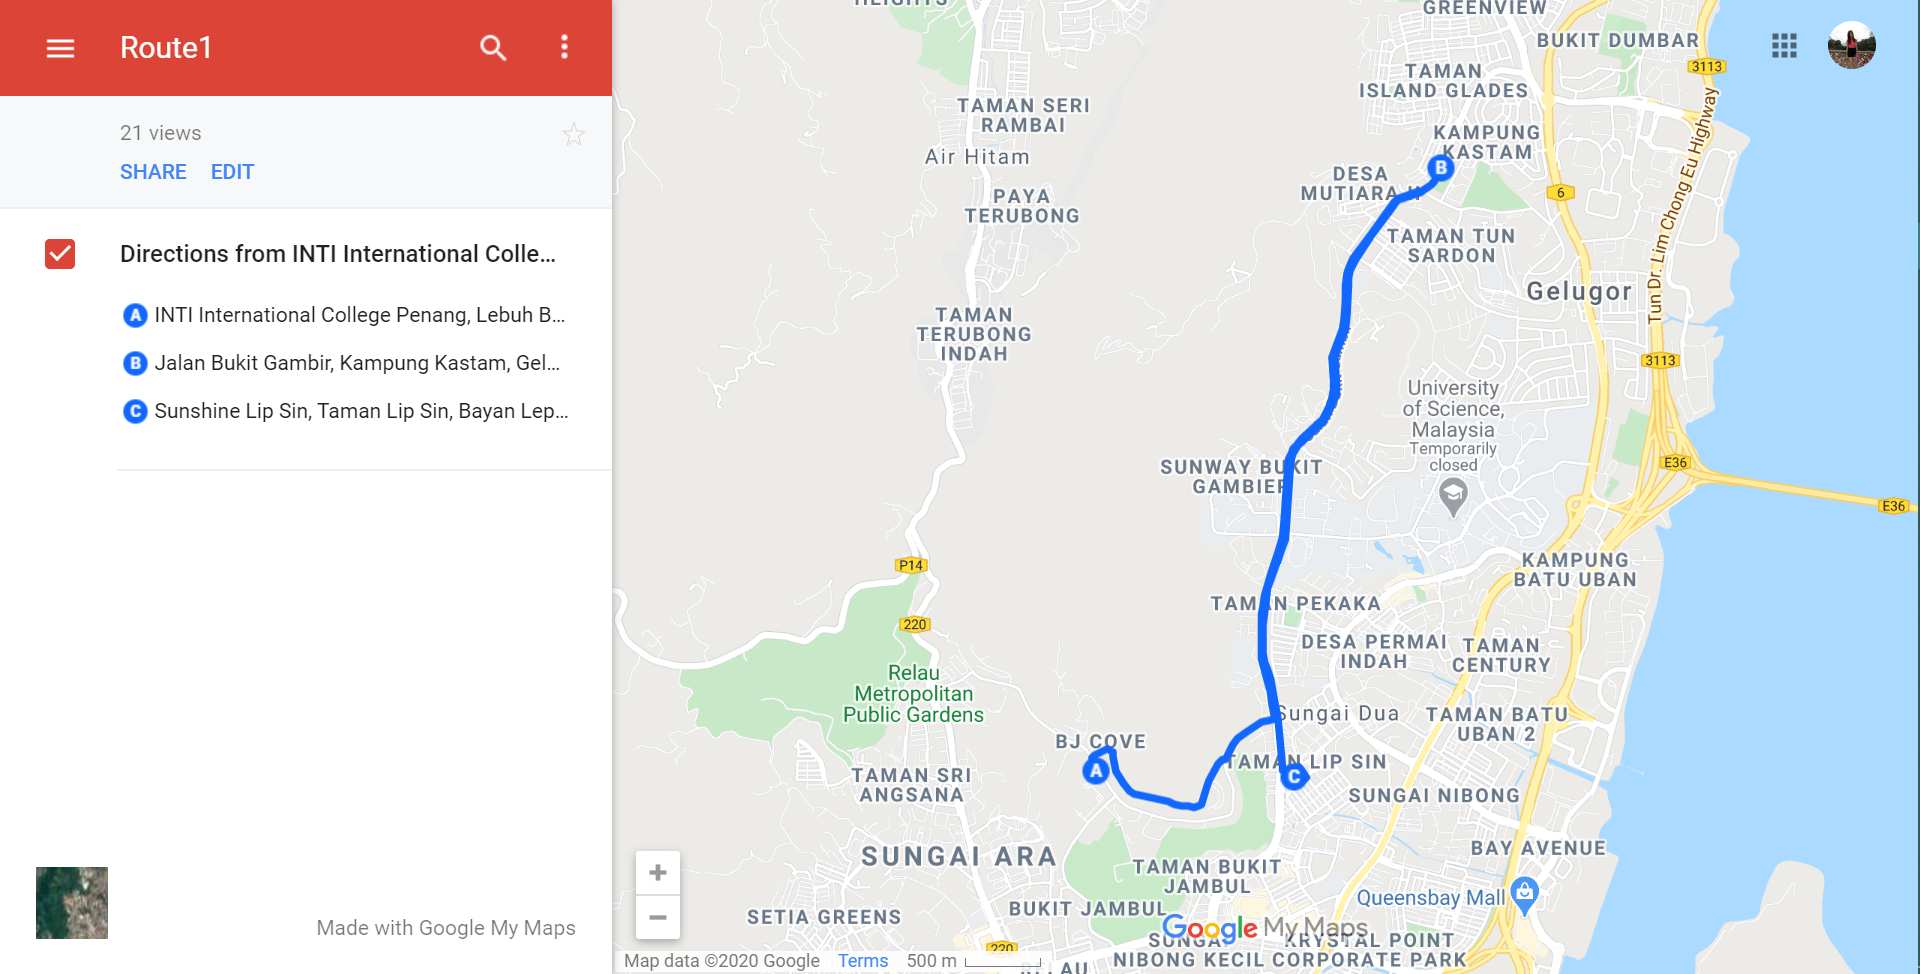 Route1
21 views
SHARE EDIT
Directions from INTI International Colle...
A INTI International College Penang, Lebuh B...
B Jalan Bukit Gambir, Kampung Kastam, Gel...
C Sunshine Lip Sin, Taman Lip Sin, Bayan Lep...
Made with Google My Maps
HEIGHTS
GREENVIEW
BUKIT DUMBAR
3113
TAMAN
ISLAND GLADES
TAMAN SERI
RAMBAI
Air Hitam
KAMPUNG
KASTAM
B
DESA
MUTIARA II
6
Tun Dr. Lim Chong Eu Highway
PAYA
TERUBONG
TAMAN TUN
SARDON
Gelugor
TAMAN
TERUBONG
INDAH
3113
University
of Science,
Malaysia
Temporarily
closed
SUNWAY BUKIT
GAMBIER
E36
E36
P14
KAMPUNG
BATU UBAN
TAMAN PEKAKA
220
DESA PERMAI
INDAH
TAMAN
CENTURY
Relau
Metropolitan
Public Gardens
Sungai Dua
TAMAN BATU
UBAN 2
BJ COVE
A
TAMAN LIP SIN
C
TAMAN SRI
ANGSANA
SUNGAI NIBONG
SUNGAI ARA
BAY AVENUE
TAMAN BUKIT
JAMBUL
Queensbay Mall
SETIA GREENS
BUKIT JAMBUL
Google My Maps
220
SUNGAI
NIBONG KECIL
KRYSTAL POINT
CORPORATE PARK
RELAU
Map data ©2020 Google Terms 500 m